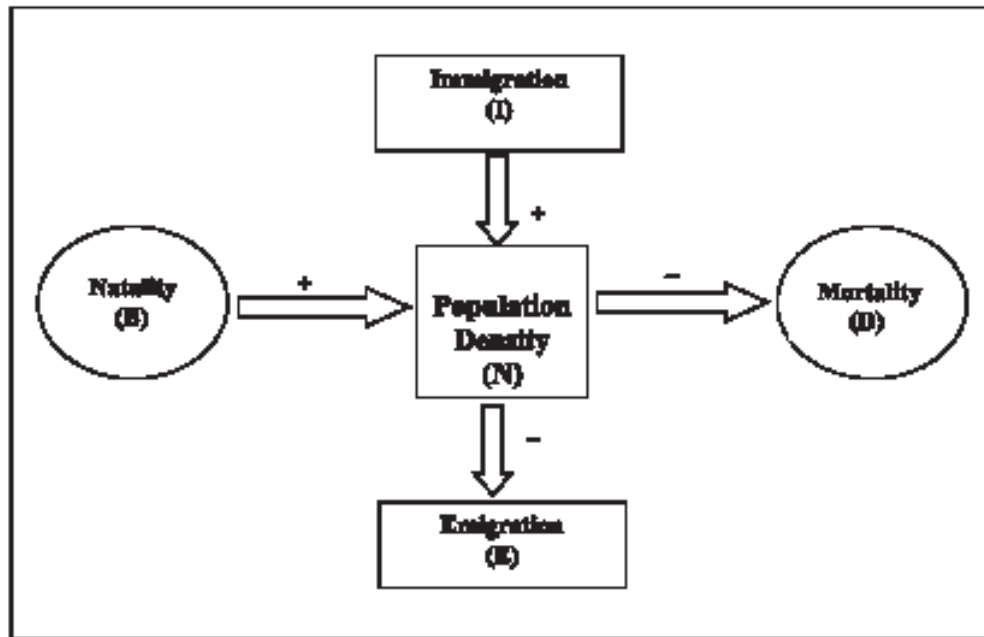 Immigration
(I)
+
Natality
(B)
+
Population
Density
(N)
–
Mortality
(D)
–
Emigration
(E)